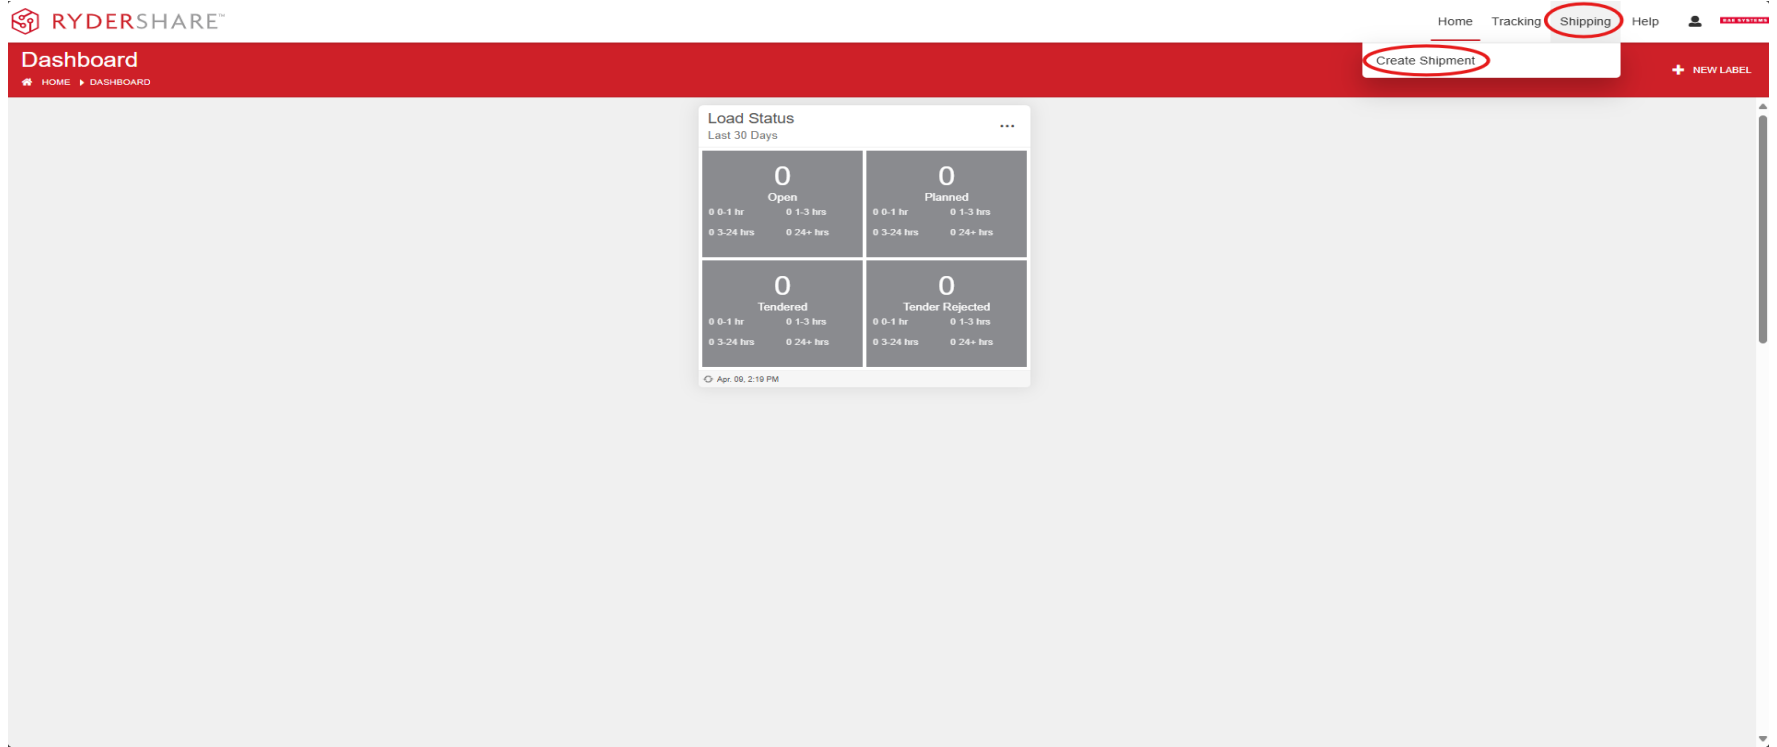 RYDERSHARE™
Home Tracking Shipping Help BAE SYSTEMS
Dashboard
HOME DASHBOARD
Create Shipment
NEW LABEL
Load Status
Last 30 Days
0
Open
0 0-1 hr 0 1-3 hrs
0 3-24 hrs 0 24+ hrs
0
Planned
0 0-1 hr 0 1-3 hrs
0 3-24 hrs 0 24+ hrs
0
Tendered
0 0-1 hr 0 1-3 hrs
0 3-24 hrs 0 24+ hrs
0
Tender Rejected
0 0-1 hr 0 1-3 hrs
0 3-24 hrs 0 24+ hrs
Apr. 09, 2:19 PM